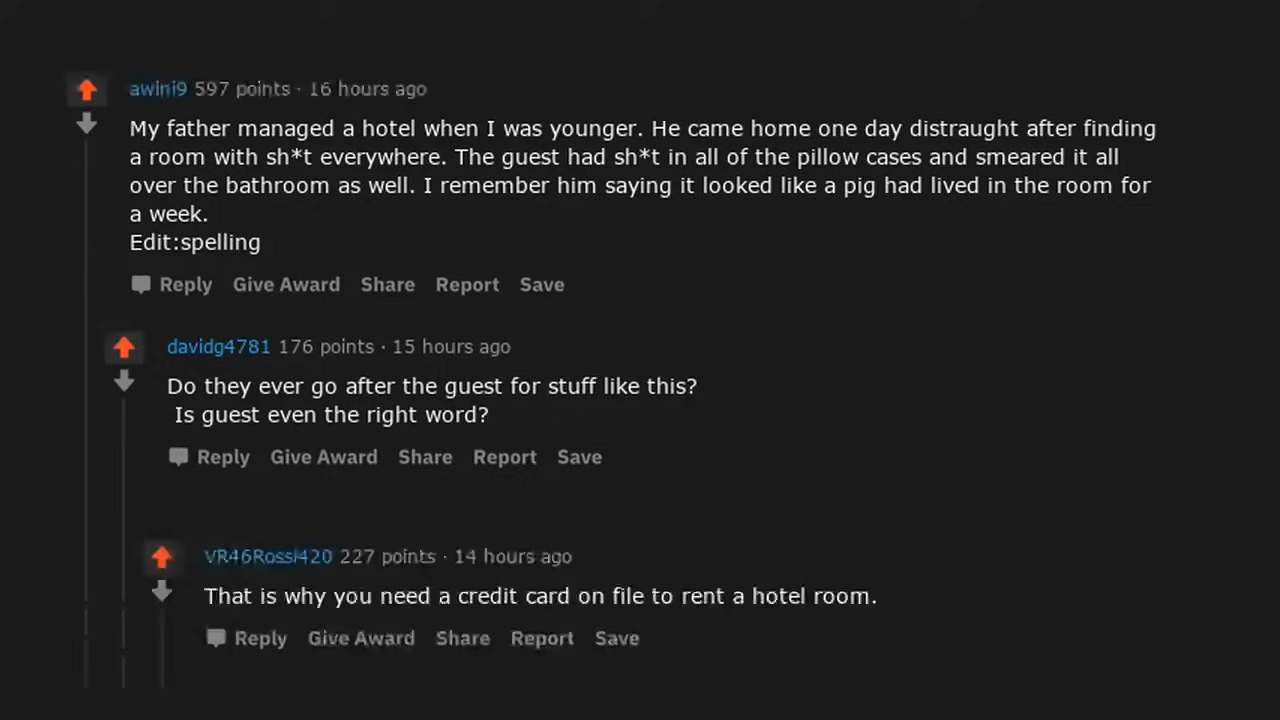 awini9 597 points · 16 hours ago
My father managed a hotel when I was younger. He came home one day distraught after finding
a room with sh*t everywhere. The guest had sh*t in all of the pillow cases and smeared it all
over the bathroom as well. I remember him saying it looked like a pig had lived in the room for
a week.
Edit:spelling
Reply Give Award Share Report Save
davidg4781 176 points · 15 hours ago
Do they ever go after the guest for stuff like this?
Is guest even the right word?
Reply Give Award Share Report Save
VR46Rossi420 227 points · 14 hours ago
That is why you need a credit card on file to rent a hotel room.
Reply Give Award Share Report Save